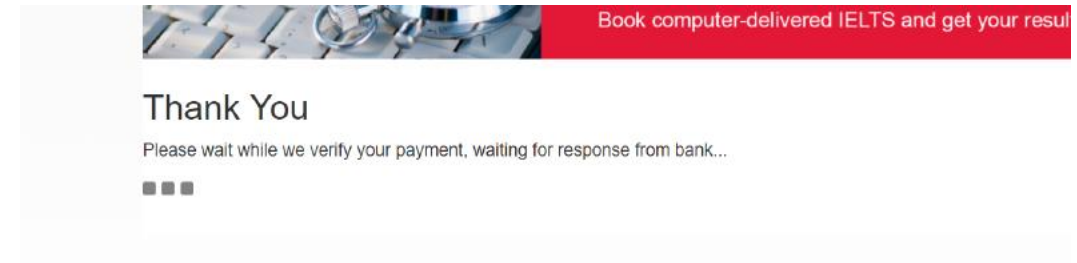 Book computer-delivered IELTS and get your
Thank You
Please wait while we verify your payment, waiting for response from bank...